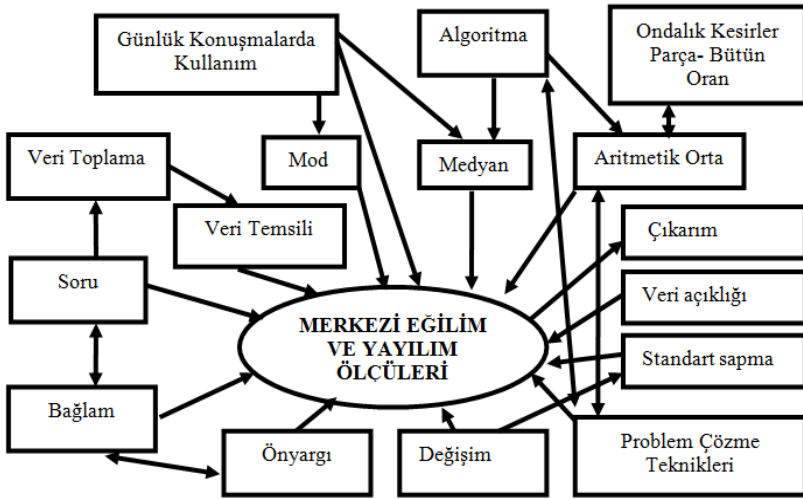 Günlük Konuşmalarda
Kullanım
Algoritma
Ondalık Kesirler
Parça- Bütün
Oran
Veri Toplama
Mod
Medyan
Aritmetik Orta
Veri Temsili
Çıkarım
Soru
Veri açıklığı
MERKEZİ EĞİLİM
VE YAYILIM
ÖLÇÜLERİ
Standart sapma
Bağlam
Önyargı
Değişim
Problem Çözme
Teknikleri